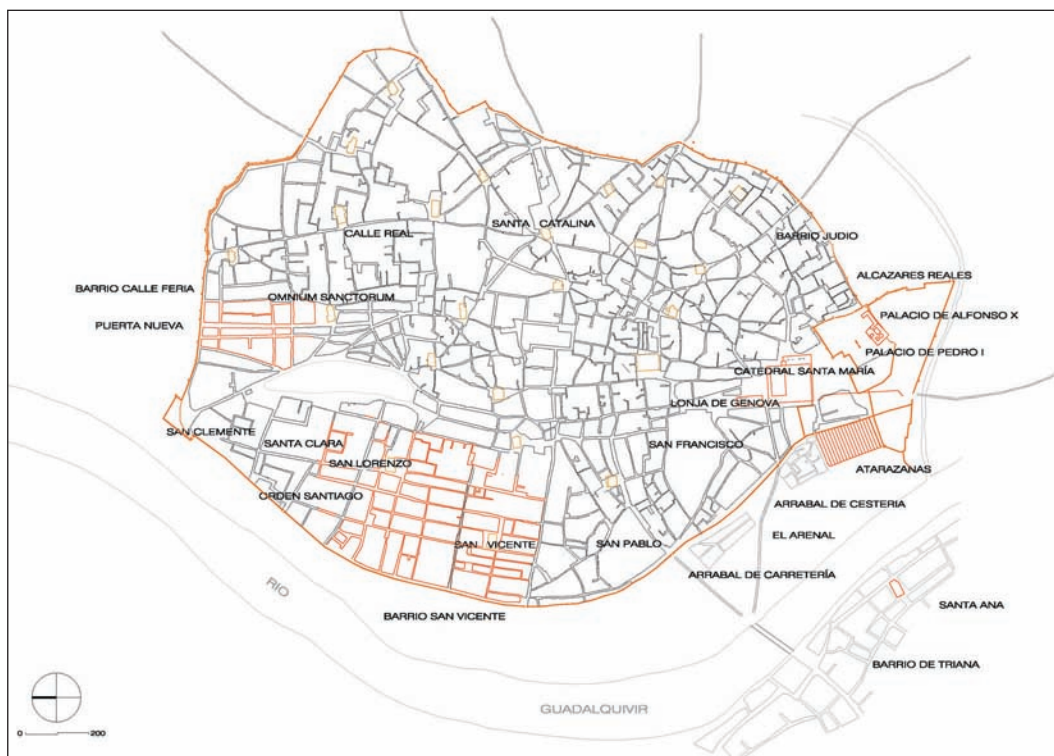 SANTA CATALINA
CALLE REAL
BARRIO JUDIO
ALCAZARES REALES
BARRIO CALLE FERIA
OMNIUM SANCTORUM
PALACIO DE ALFONSO X
PUERTA NUEVA
PALACIO DE PEDRO I
CATEDRAL SANTA MARÍA
LONJA DE GENOVA
SAN CLEMENTE
SANTA CLARA
SAN FRANCISCO
SAN LORENZO
ATARAZANAS
ORDEN SANTIAGO
ARRABAL DE CESTERIA
EL ARENAL
SAN VICENTE
SAN PABLO
ARRABAL DE CARRETERÍA
RIO
SANTA ANA
BARRIO SAN VICENTE
BARRIO DE TRIANA
GUADALQUIVIR
0 200